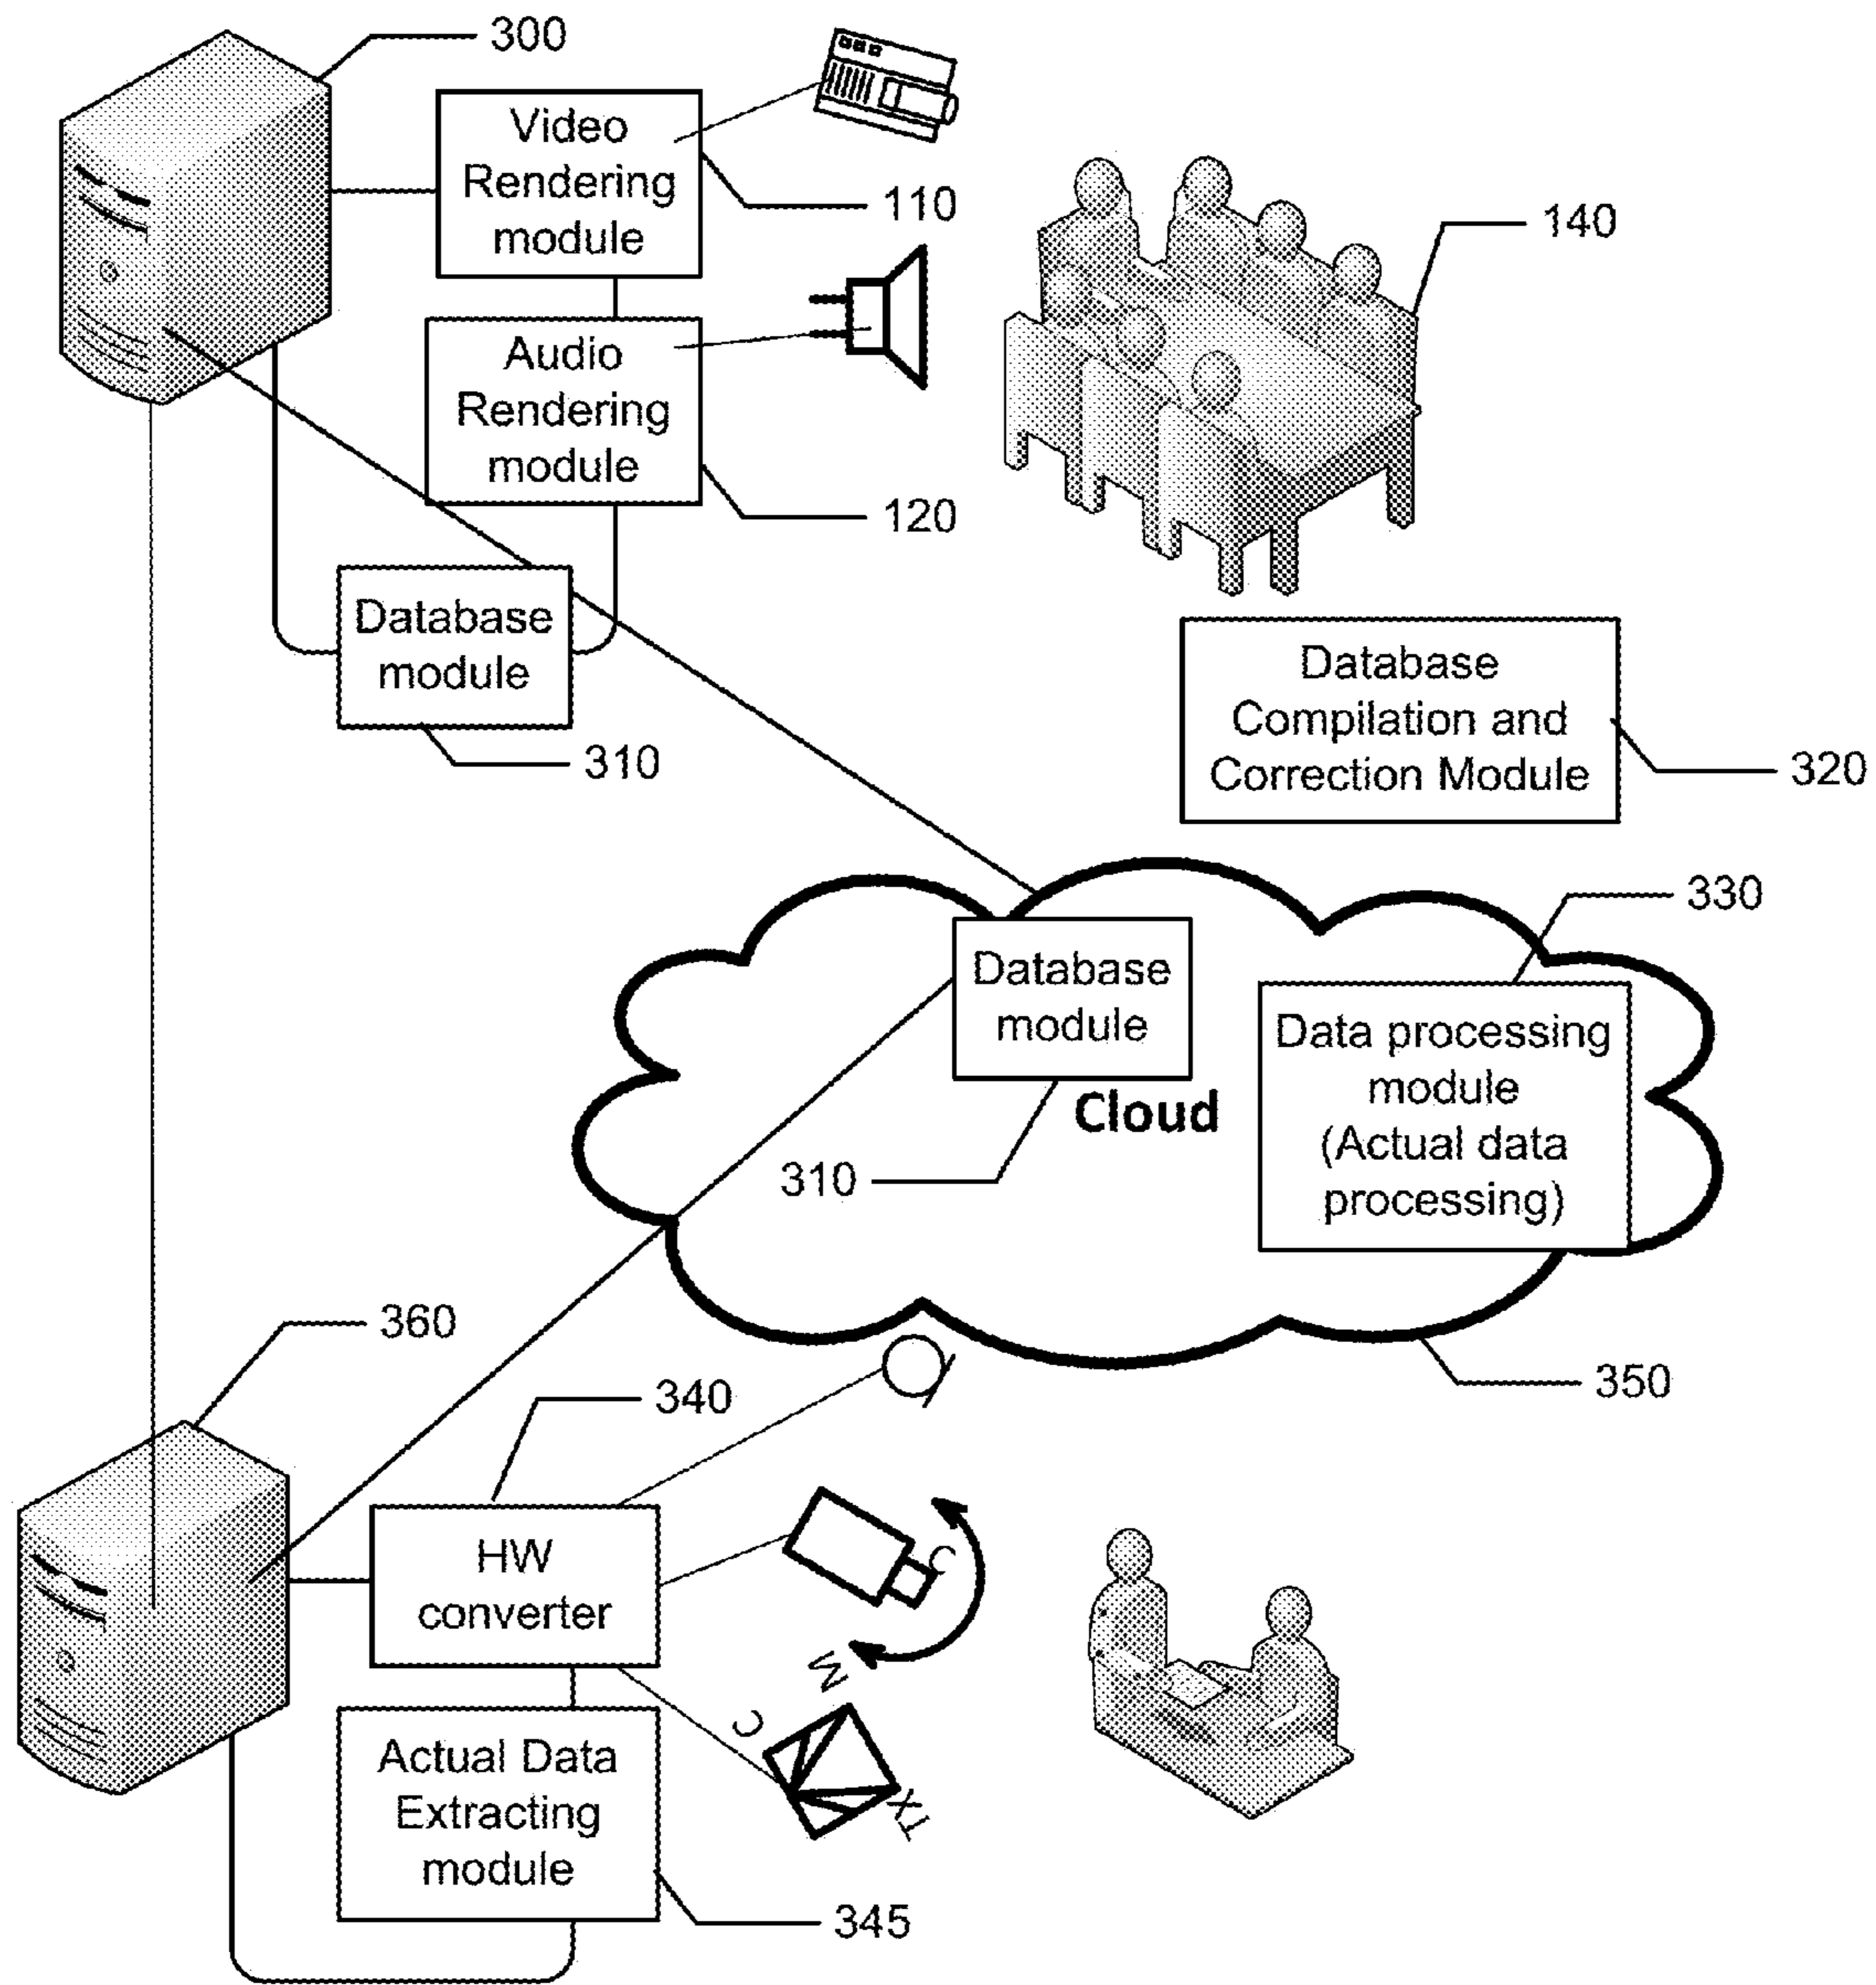 300
Video
Rendering
module
110
140
Audio
Rendering
module
120
Database
module
310
Database
Compilation and
Correction Module
320
330
Database
module
Cloud
310
Data processing
module
(Actual data
processing)
350
360
340
HW
converter
C
M
C
TX
Actual Data
Extracting
module
345